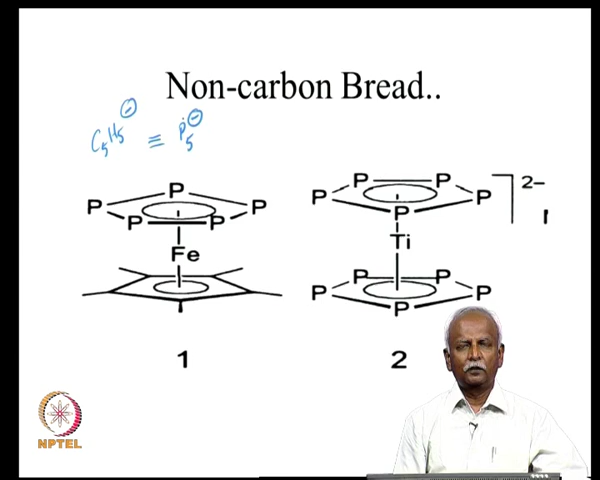 Non-carbon Bread..
C5H5⊖ ≡ P5⊖
P P P P P
Fe
1
P P P P P
Ti
P P P P P
]2–
2
NPTEL